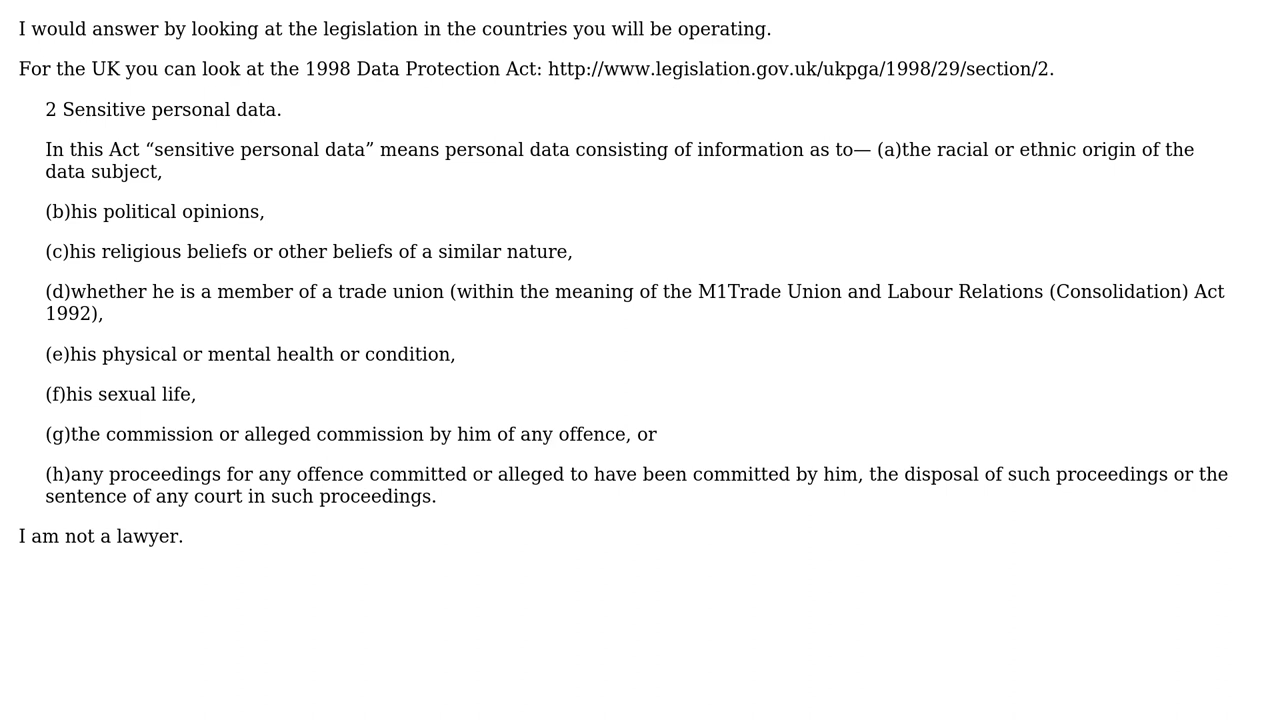 I would answer by looking at the legislation in the countries you will be operating.
For the UK you can look at the 1998 Data Protection Act: http://www.legislation.gov.uk/ukpga/1998/29/section/2.
2 Sensitive personal data.
In this Act “sensitive personal data” means personal data consisting of information as to— (a)the racial or ethnic origin of the
data subject,
(b)his political opinions,
(c)his religious beliefs or other beliefs of a similar nature,
(d)whether he is a member of a trade union (within the meaning of the M1Trade Union and Labour Relations (Consolidation) Act
1992),
(e)his physical or mental health or condition,
(f)his sexual life,
(g)the commission or alleged commission by him of any offence, or
(h)any proceedings for any offence committed or alleged to have been committed by him, the disposal of such proceedings or the
sentence of any court in such proceedings.
I am not a lawyer.